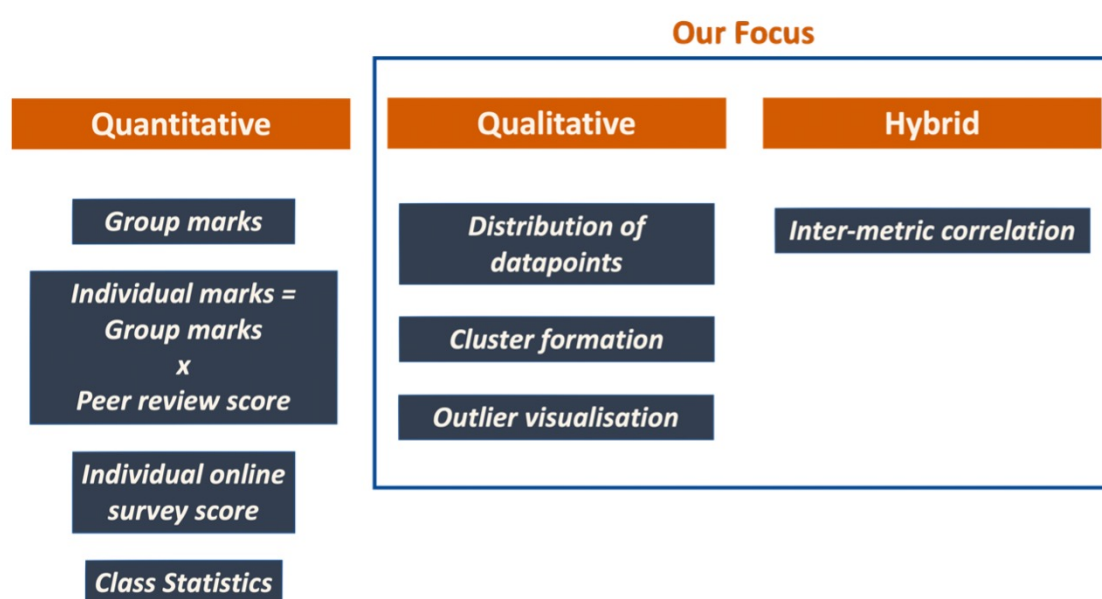 Our Focus
Quantitative
Group marks
Individual marks =
Group marks
x
Peer review score
Individual online
survey score
Class Statistics
Qualitative
Distribution of
datapoints
Cluster formation
Outlier visualisation
Hybrid
Inter-metric correlation